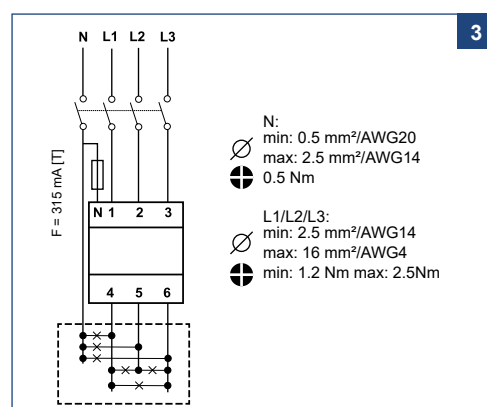 3
N L1 L2 L3
F = 315 mA [T]
N 1 2 3
4 5 6
N:
min: 0.5 mm²/AWG20
max: 2.5 mm²/AWG14
0.5 Nm
L1/L2/L3:
min: 2.5 mm²/AWG14
max: 16 mm²/AWG4
min: 1.2 Nm max: 2.5Nm